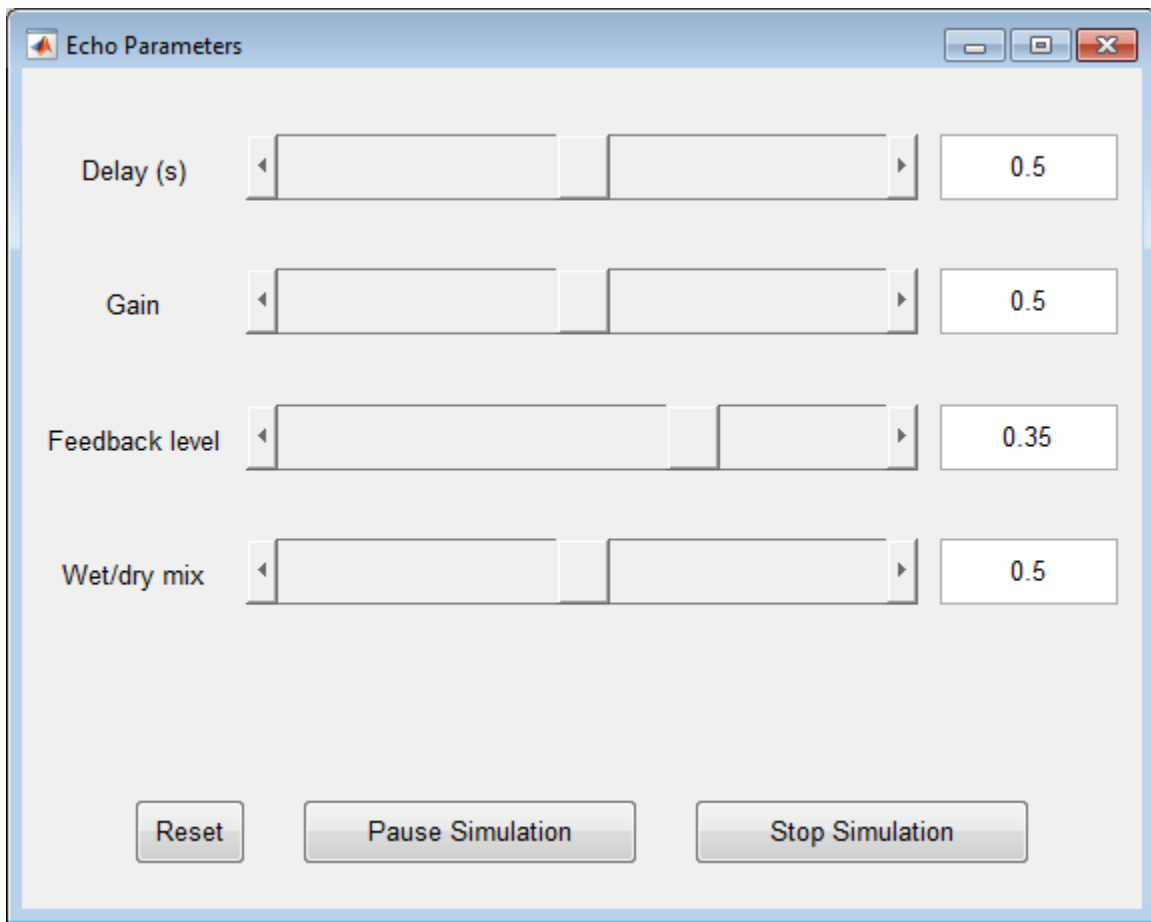 Echo Parameters
Delay (s) 0.5
Gain 0.5
Feedback level 0.35
Wet/dry mix 0.5
Reset Pause Simulation Stop Simulation